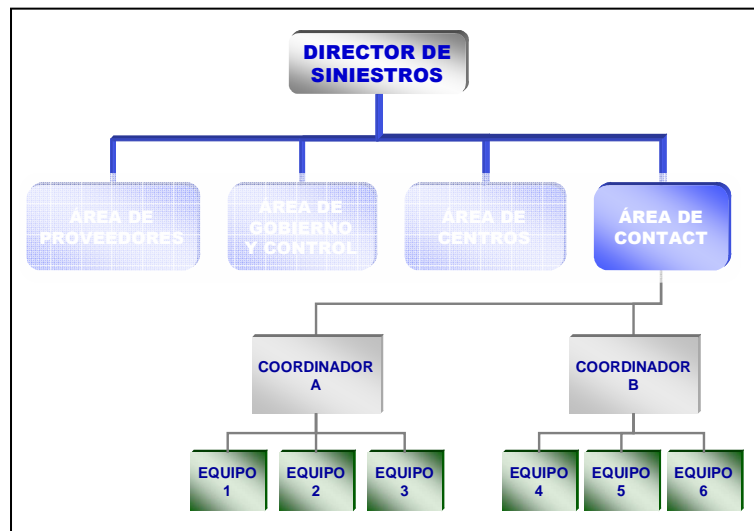 DIRECTOR DE
SINIESTROS
ÁREA DE
PROVEEDORES
ÁREA DE
GOBIERNO
Y CONTROL
ÁREA DE
CENTROS
ÁREA DE
CONTACT
COORDINADOR
A
COORDINADOR
B
EQUIPO
1
EQUIPO
2
EQUIPO
3
EQUIPO
4
EQUIPO
5
EQUIPO
6